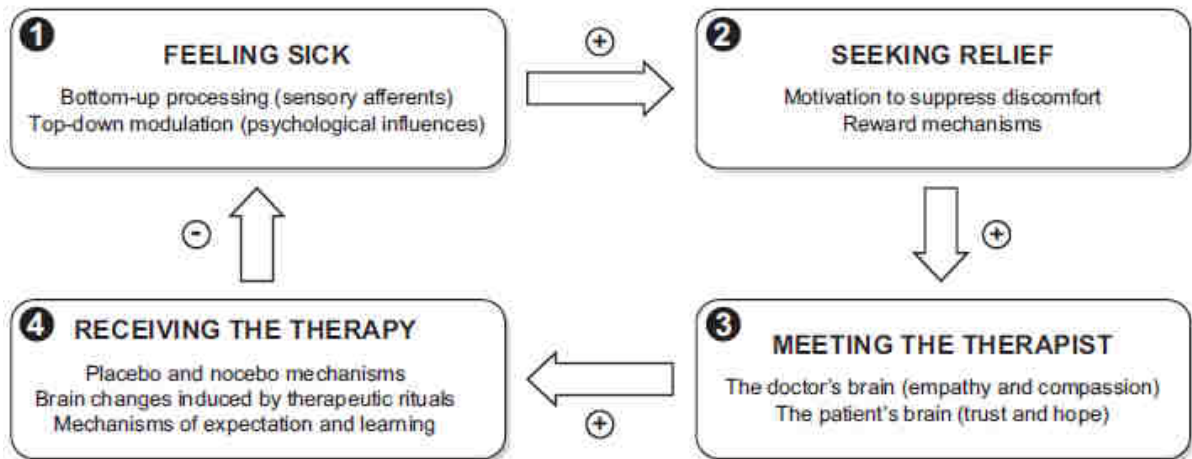 1
FEELING SICK
Bottom-up processing (sensory afferents)
Top-down modulation (psychological influences)
+
2
SEEKING RELIEF
Motivation to suppress discomfort
Reward mechanisms
+
3
MEETING THE THERAPIST
The doctor's brain (empathy and compassion)
The patient's brain (trust and hope)
+
4
RECEIVING THE THERAPY
Placebo and nocebo mechanisms
Brain changes induced by therapeutic rituals
Mechanisms of expectation and learning
-